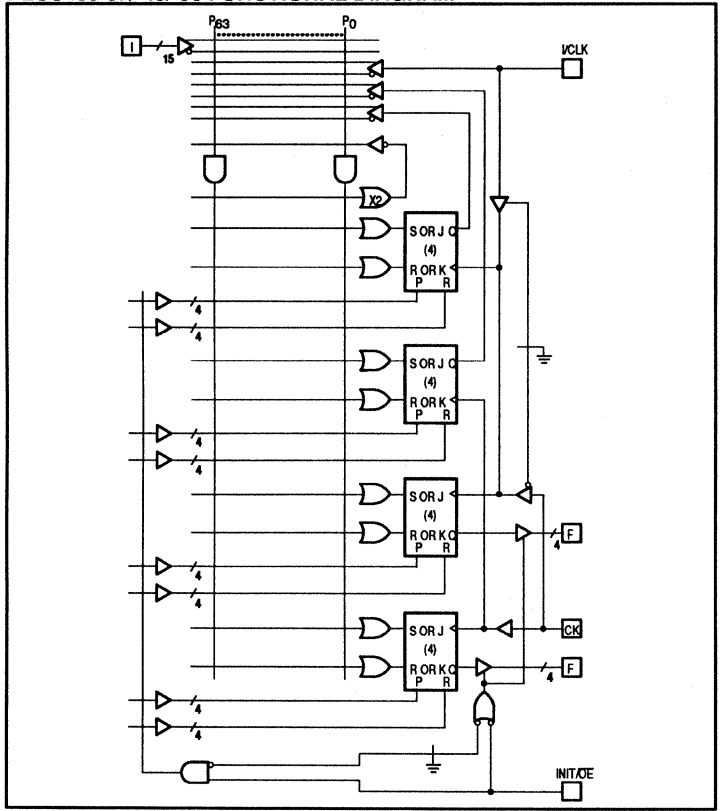 P63
P0
I
15
I/CLK
X2
S OR J Q
(4)
R OR K
P R
4
4
S OR J Q
(4)
R OR K
P R
4
4
S OR J
(4)
R OR K Q
P R
4
F
4
4
S OR J
(4)
R OR K Q
P R
CK
4
F
4
4
INIT/OE